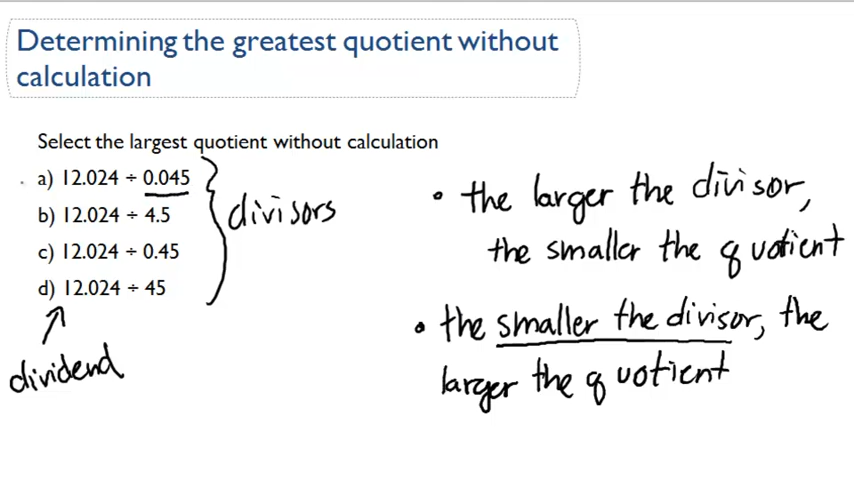 Determining the greatest quotient without
calculation
Select the largest quotient without calculation
a) 12.024 ÷ 0.045
b) 12.024 ÷ 4.5
c) 12.024 ÷ 0.45
d) 12.024 ÷ 45
divisors
dividend
• the larger the divisor,
the smaller the quotient
• the smaller the divisor, the
larger the quotient